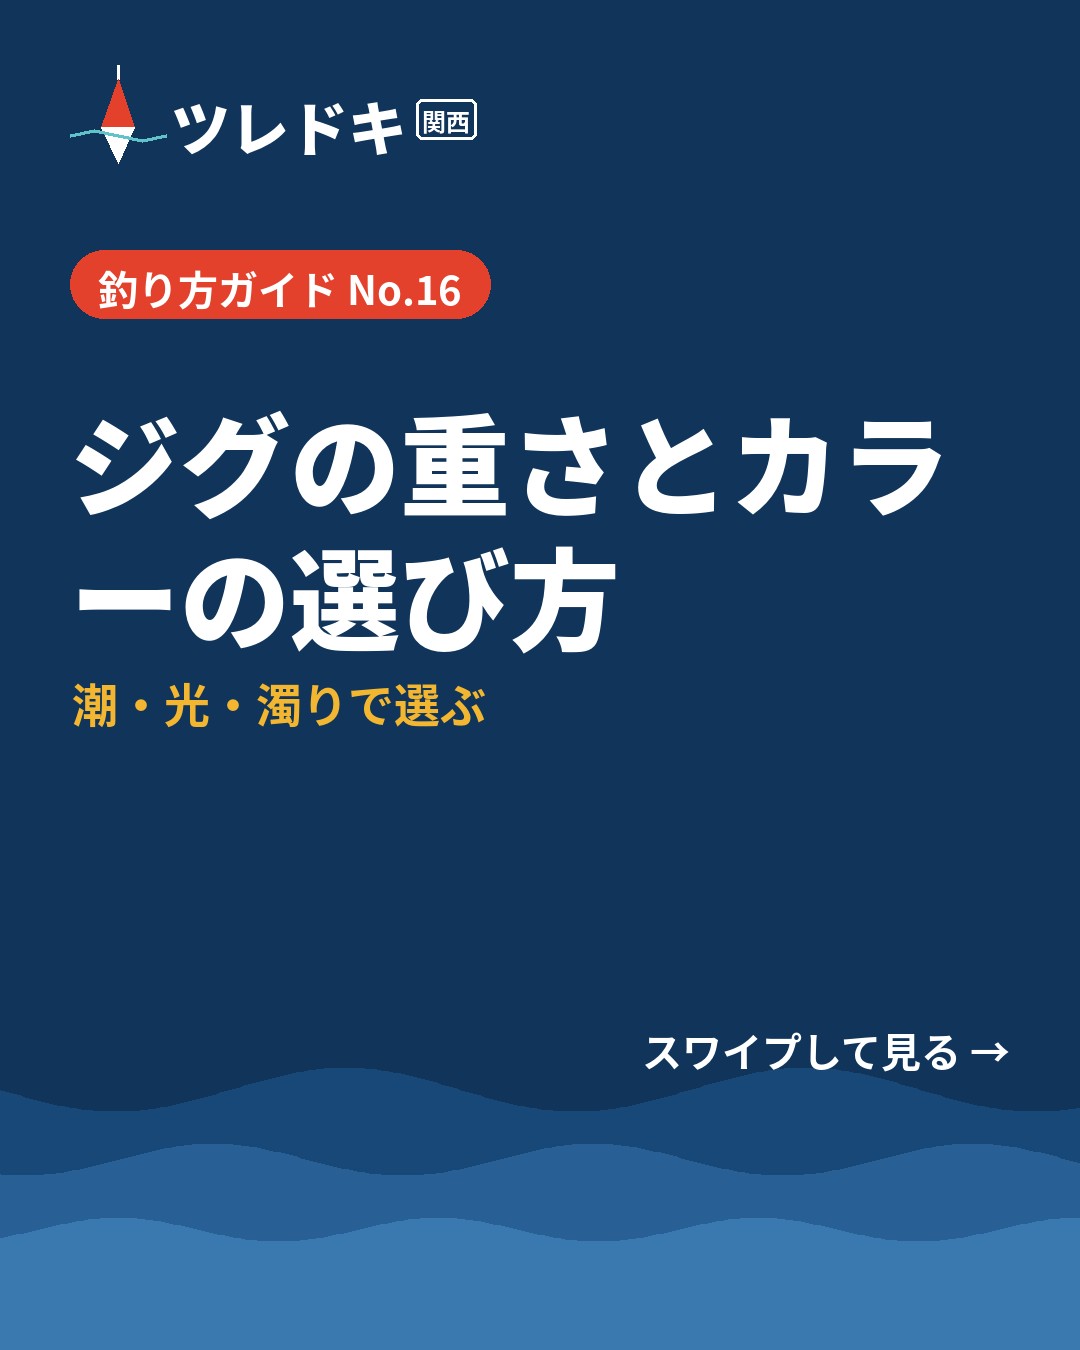 ツレドキ 関西
釣り方ガイド No.16
ジグの重さとカラ
ーの選び方
潮・光・濁りで選ぶ
スワイプして見る →